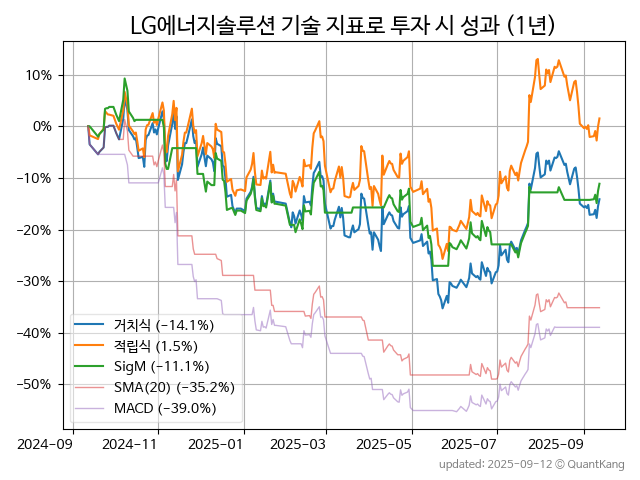 LG에너지솔루션 기술 지표로 투자 시 성과 (1년)
10%
0%
−10%
−20%
−30%
−40%
−50%
거치식 (−14.1%)
적립식 (1.5%)
SigM (−11.1%)
SMA(20) (−35.2%)
MACD (−39.0%)
2024-09 2024-11 2025-01 2025-03 2025-05 2025-07 2025-09
updated: 2025-09-12 © QuantKang